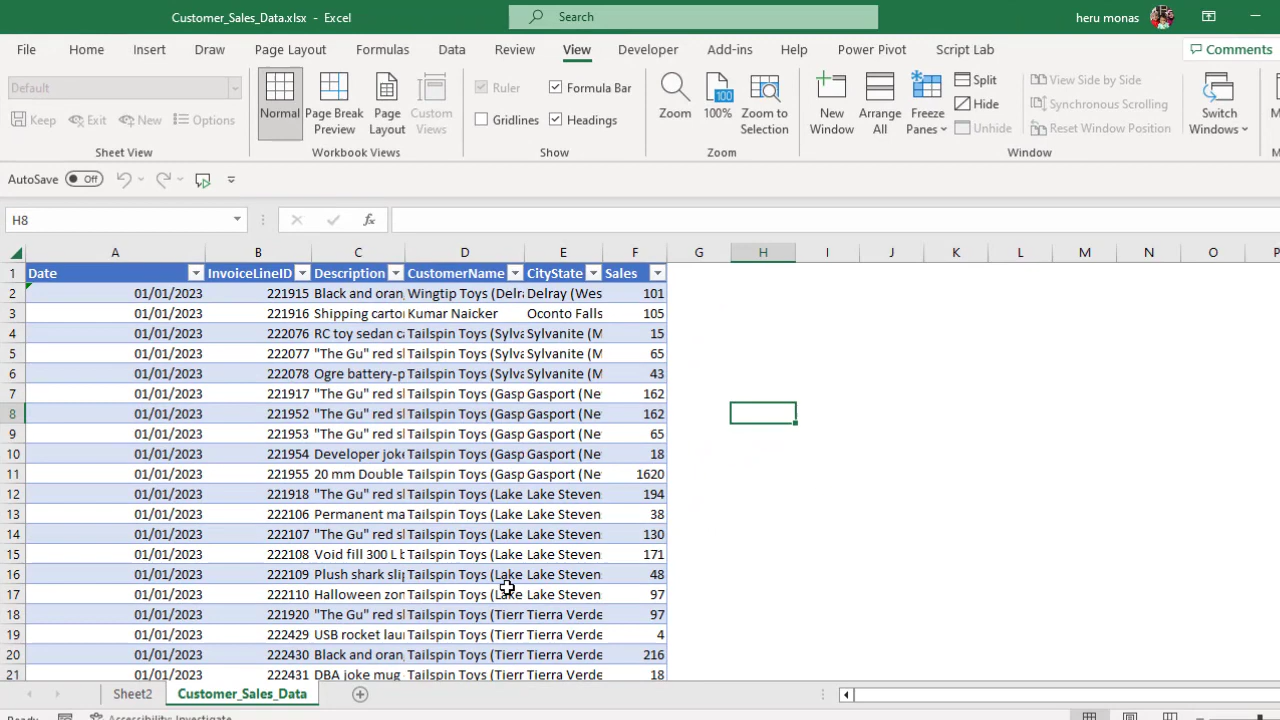 Customer_Sales_Data.xlsx - Excel
Search
heru monas
File Home Insert Draw Page Layout Formulas Data Review View Developer Add-ins Help Power Pivot Script Lab Comments
Default
Keep Exit New Options
Sheet View
Normal
Page Break Preview
Page Layout
Custom Views
Workbook Views
Ruler Formula Bar
Gridlines Headings
Show
Zoom
100%
Zoom to Selection
Zoom
New Window
Arrange All
Freeze Panes
Split
Hide
Unhide
View Side by Side
Synchronous Scrolling
Reset Window Position
Window
Switch Windows
AutoSave Off
H8 fx
A B C D E F G H I J K L M N O P
1 Date InvoiceLineID Description CustomerName CityState Sales
2 01/01/2023 221915 Black and oran Wingtip Toys (Delra Delray (Wes 101
3 01/01/2023 221916 Shipping carto Kumar Naicker Oconto Falls 105
4 01/01/2023 222076 RC toy sedan ca Tailspin Toys (Sylva Sylvanite (M 15
5 01/01/2023 222077 "The Gu" red sl Tailspin Toys (Sylva Sylvanite (M 65
6 01/01/2023 222078 Ogre battery-p Tailspin Toys (Sylva Sylvanite (M 43
7 01/01/2023 221917 "The Gu" red sl Tailspin Toys (Gasp Gasport (Ne 162
8 01/01/2023 221952 "The Gu" red sl Tailspin Toys (Gasp Gasport (Ne 162
9 01/01/2023 221953 "The Gu" red sl Tailspin Toys (Gasp Gasport (Ne 65
10 01/01/2023 221954 Developer joke Tailspin Toys (Gasp Gasport (Ne 18
11 01/01/2023 221955 20 mm Double Tailspin Toys (Gasp Gasport (Ne 1620
12 01/01/2023 221918 "The Gu" red sl Tailspin Toys (Lake Lake Steven 194
13 01/01/2023 222106 Permanent ma Tailspin Toys (Lake Lake Steven 38
14 01/01/2023 222107 "The Gu" red sl Tailspin Toys (Lake Lake Steven 130
15 01/01/2023 222108 Void fill 300 L b Tailspin Toys (Lake Lake Steven 171
16 01/01/2023 222109 Plush shark slip Tailspin Toys (Lake Lake Steven 48
17 01/01/2023 222110 Halloween zon Tailspin Toys (Lake Lake Steven 97
18 01/01/2023 221920 "The Gu" red sl Tailspin Toys (Tierr Tierra Verde 97
19 01/01/2023 222429 USB rocket lau Tailspin Toys (Tierr Tierra Verde 4
20 01/01/2023 222430 Black and oran Tailspin Toys (Tierr Tierra Verde 216
21 01/01/2023 222431 DBA joke mug Tailspin Toys (Tierr Tierra Verde 18
Sheet2 Customer_Sales_Data
Ready Accessibility: Investigate